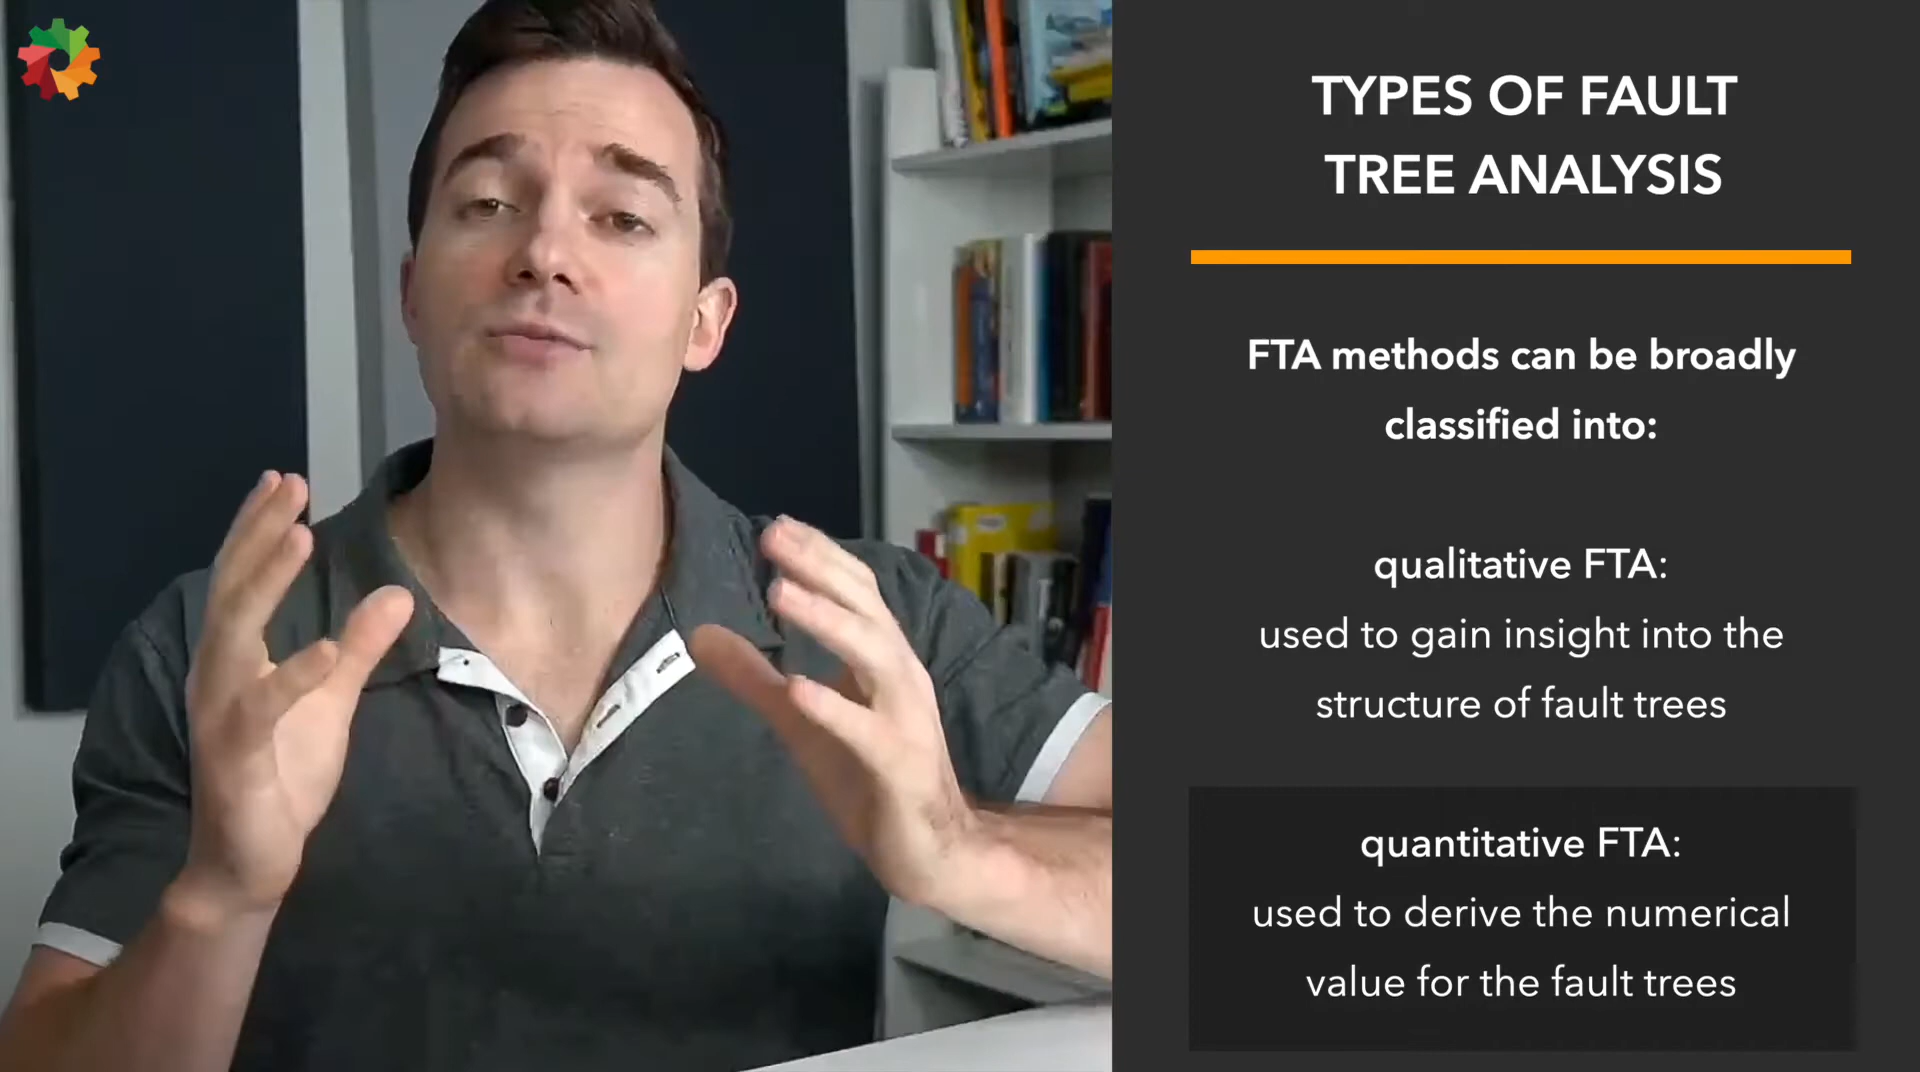 TYPES OF FAULT
TREE ANALYSIS
FTA methods can be broadly
classified into:
qualitative FTA:
used to gain insight into the
structure of fault trees
quantitative FTA:
used to derive the numerical
value for the fault trees